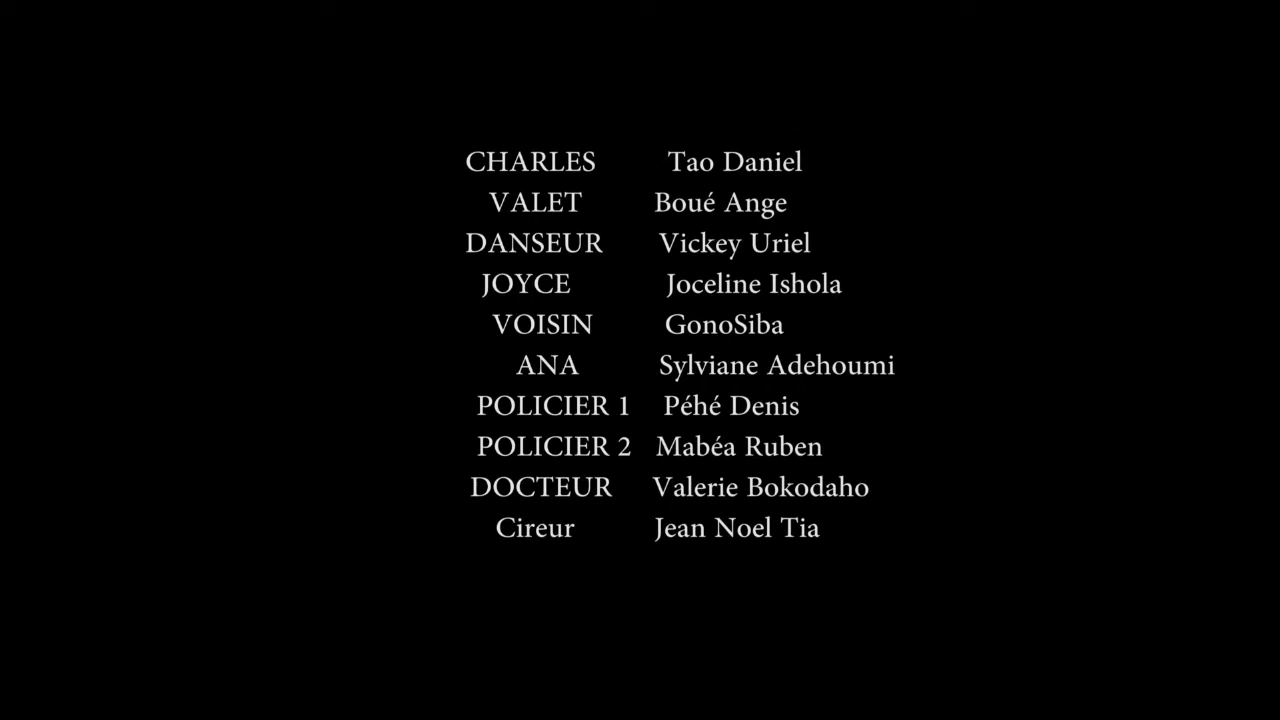 CHARLES Tao Daniel
VALET Boué Ange
DANSEUR Vickey Uriel
JOYCE Joceline Ishola
VOISIN GonoSiba
ANA Sylviane Adehoumi
POLICIER 1 Péhé Denis
POLICIER 2 Mabéa Ruben
DOCTEUR Valerie Bokodaho
Cireur Jean Noel Tia